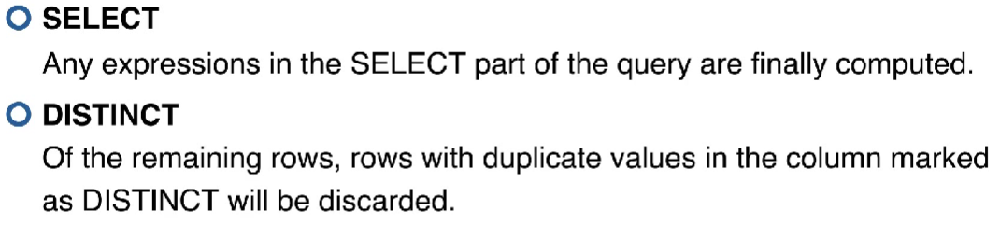 SELECT
Any expressions in the SELECT part of the query are finally computed.
DISTINCT
Of the remaining rows, rows with duplicate values in the column marked
as DISTINCT will be discarded.